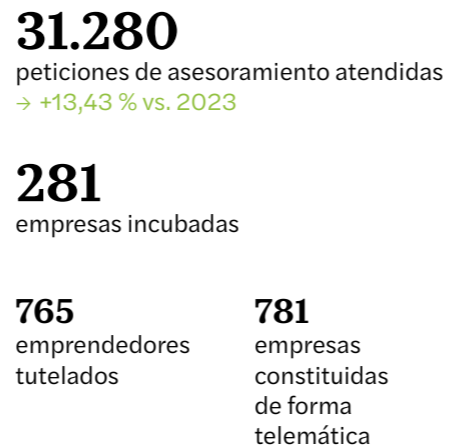 31.280
peticiones de asesoramiento atendidas
→ +13,43 % vs. 2023
281
empresas incubadas
765
emprendedores
tutelados
781
empresas
constituidas
de forma
telemática